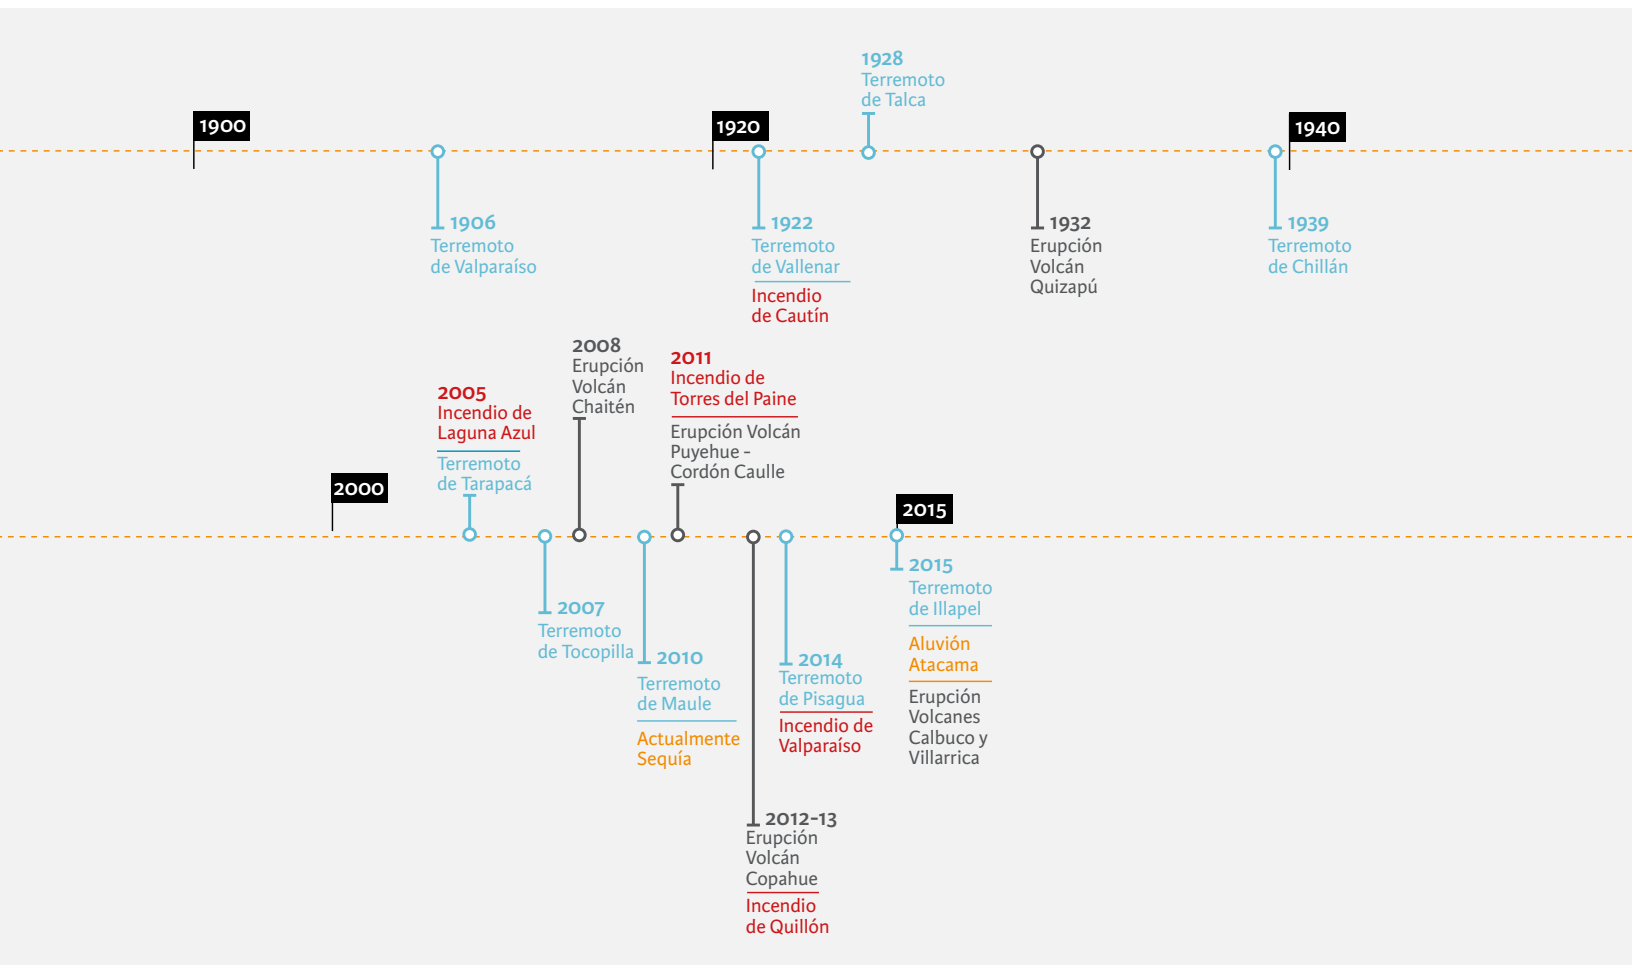 1928
Terremoto
de Talca
1900
1920
1940
1906
Terremoto
de Valparaíso
1922
Terremoto
de Vallenar
Incendio
de Cautín
1932
Erupción
Volcán
Quizapú
1939
Terremoto
de Chillán
2000
2005
Incendio de
Laguna Azul
Terremoto
de Tarapacá
2008
Erupción
Volcán
Chaitén
2011
Incendio de
Torres del Paine
Erupción Volcán
Puyehue -
Cordón Caulle
2015
2007
Terremoto
de Tocopilla
2010
Terremoto
de Maule
Actualmente
Sequía
2012-13
Erupción
Volcán
Copahue
Incendio
de Quillón
2014
Terremoto
de Pisagua
Incendio de
Valparaíso
2015
Terremoto
de Illapel
Aluvión
Atacama
Erupción
Volcanes
Calbuco y
Villarrica